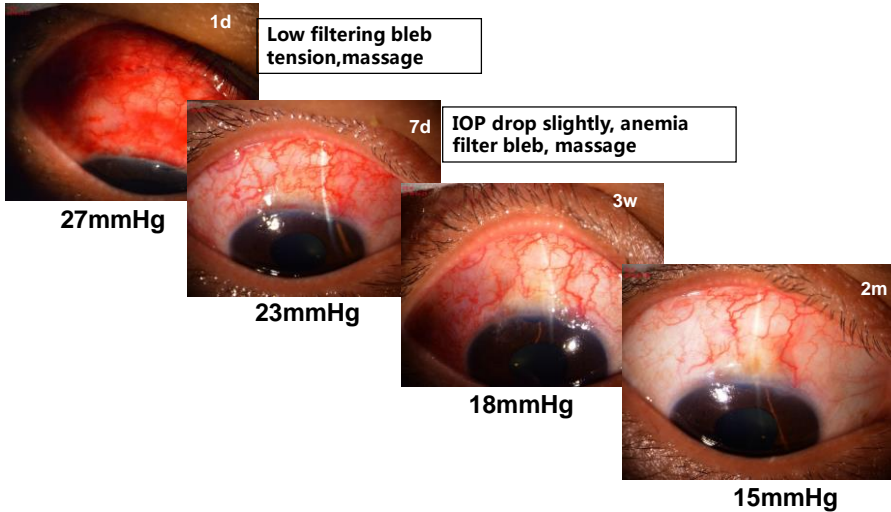 1d
Low filtering bleb
tension,massage
27mmHg
7d
IOP drop slightly, anemia
filter bleb, massage
23mmHg
3w
18mmHg
2m
15mmHg